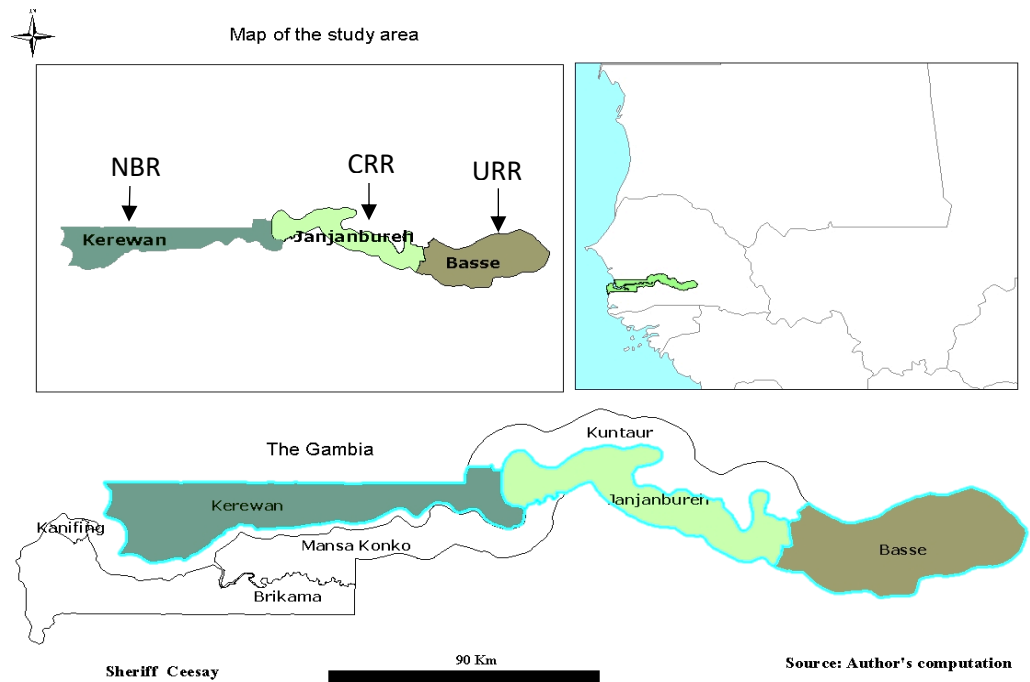 N
Map of the study area
NBR
CRR
URR
Kerewan
Janjanbureh
Basse
The Gambia
Kuntaur
Kerewan
Janjanbureh
Kanifing
Mansa Konko
Basse
Brikama
90 Km
Sheriff Ceesay
Source: Author's computation